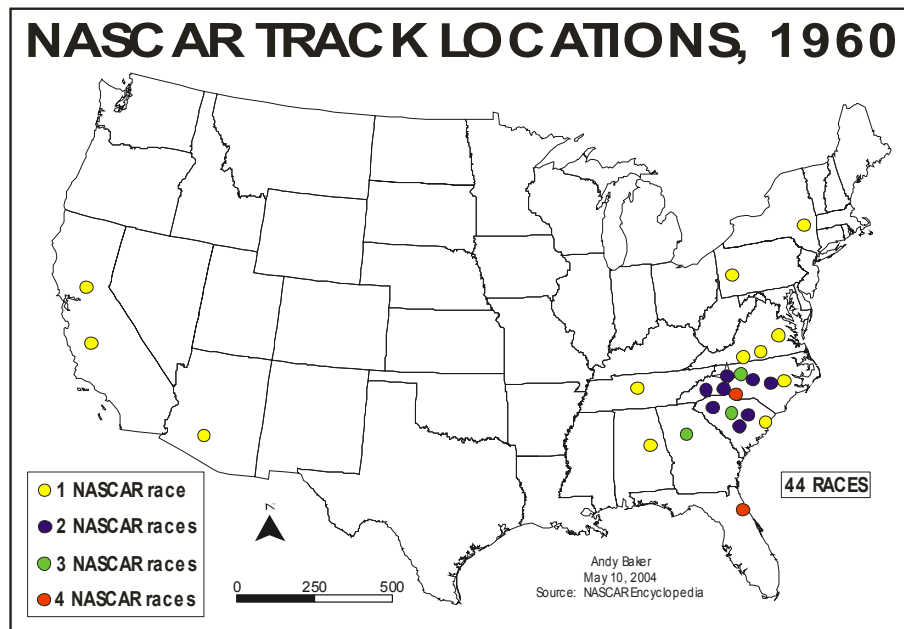 NASCAR TRACK LOCATIONS, 1960
1 NASCAR race
2 NASCAR races
3 NASCAR races
4 NASCAR races
N
0 250 500
44 RACES
Andy Baker
May 10, 2004
Source: NASCAR Encyclopedia